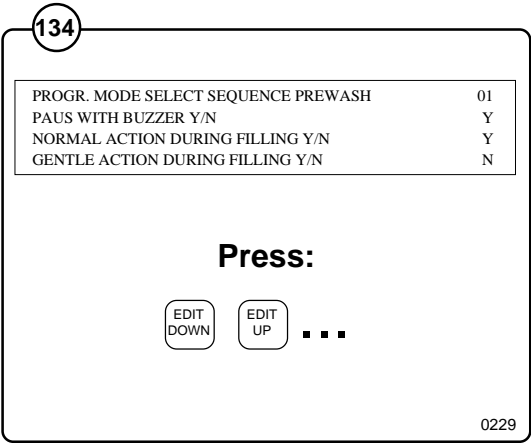 134
PROGR. MODE SELECT SEQUENCE PREWASH 01
PAUS WITH BUZZER Y/N Y
NORMAL ACTION DURING FILLING Y/N Y
GENTLE ACTION DURING FILLING Y/N N
Press:
EDIT DOWN EDIT UP ...
0229